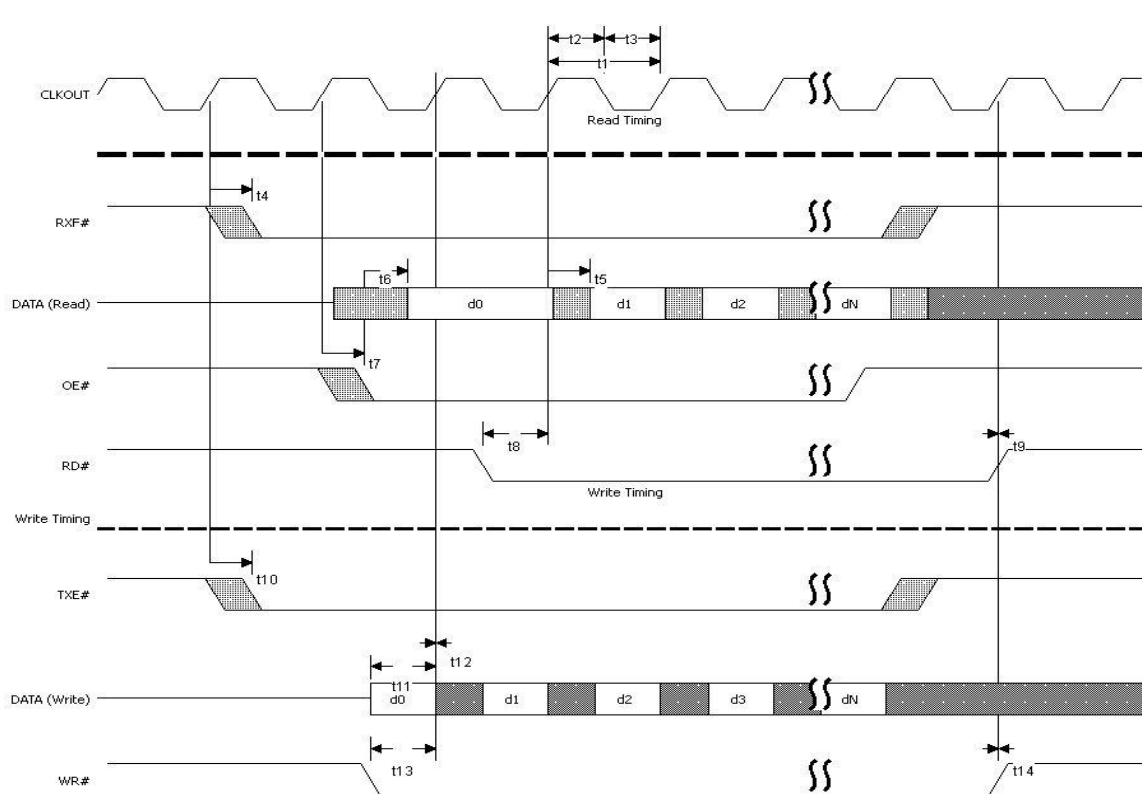 t2 t3
t1
CLKOUT
Read Timing
t4
RXF#
t6 t5
DATA (Read) d0 d1 d2 dN
t7
OE#
t8 t9
RD#
Write Timing
Write Timing
t10
TXE#
t12
t11
DATA (Write) d0 d1 d2 d3 dN
t13 t14
WR#